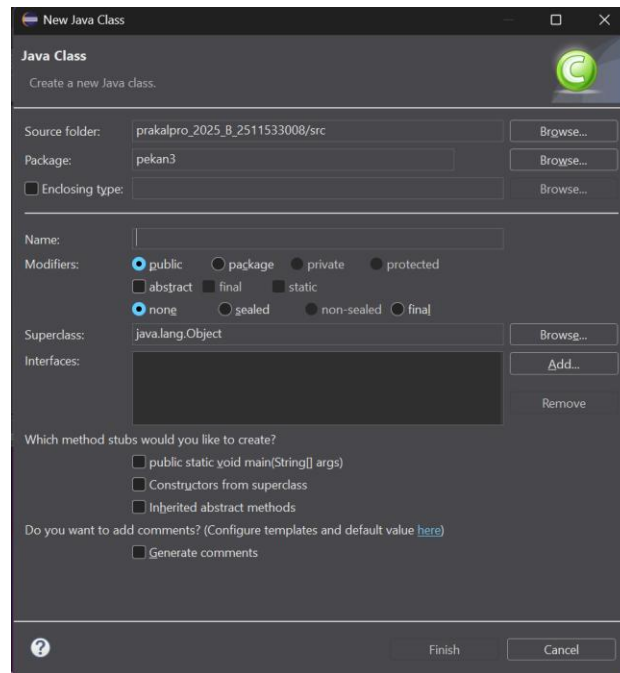 New Java Class
Java Class
Create a new Java class.
C
Source folder: prakalpro_2025_B_2511533008/src Browse...
Package: pekan3 Browse...
Enclosing type: Browse...
Name:
Modifiers: public package private protected
abstract final static
none sealed non-sealed final
Superclass: java.lang.Object Browse...
Interfaces: Add...
Remove
Which method stubs would you like to create?
public static void main(String[] args)
Constructors from superclass
Inherited abstract methods
Do you want to add comments? (Configure templates and default value here)
Generate comments
? Finish Cancel